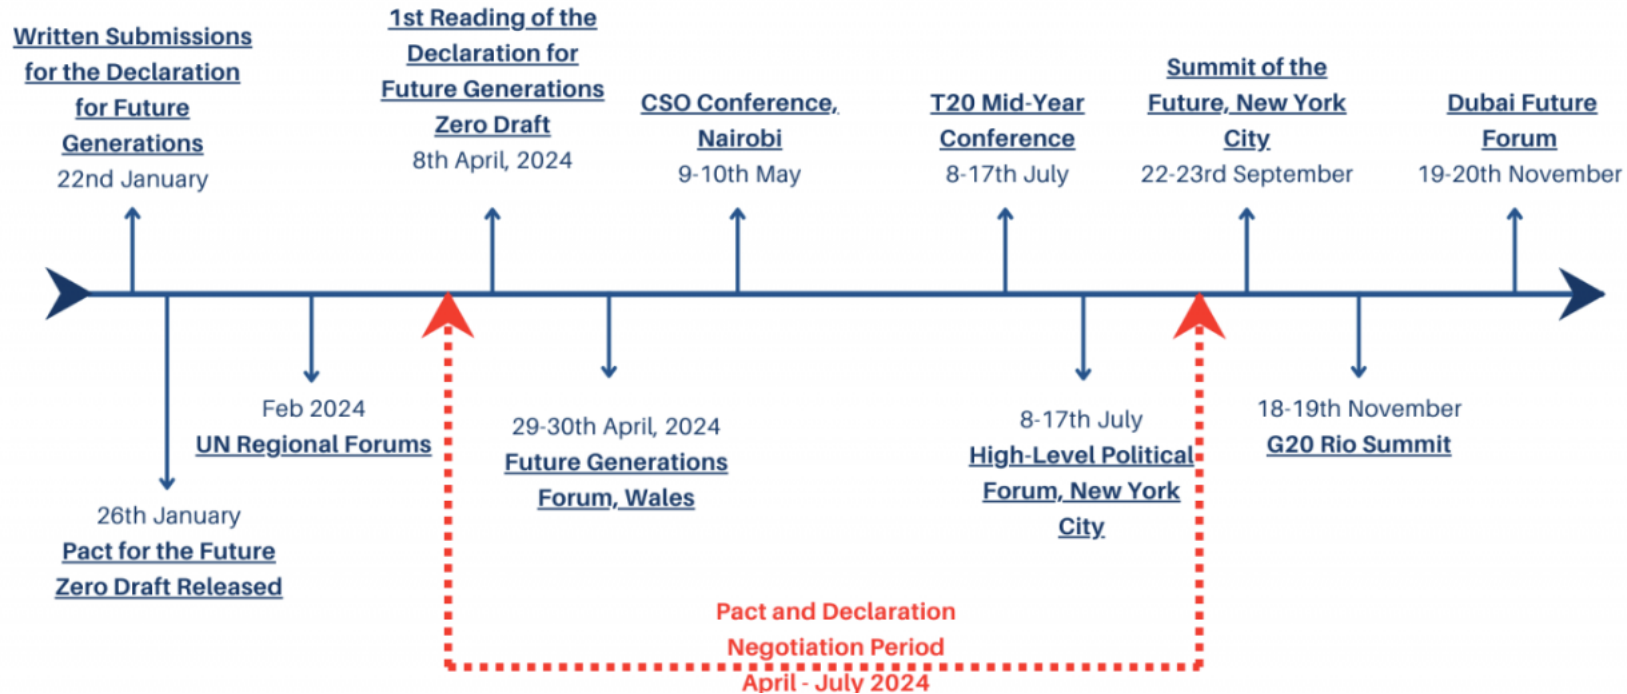 Written Submissions
for the Declaration
for Future
Generations
22nd January
1st Reading of the
Declaration for
Future Generations
Zero Draft
8th April, 2024
CSO Conference,
Nairobi
9-10th May
T20 Mid-Year
Conference
8-17th July
Summit of the
Future, New York
City
22-23rd September
Dubai Future
Forum
19-20th November
26th January
Pact for the Future
Zero Draft Released
Feb 2024
UN Regional Forums
29-30th April, 2024
Future Generations
Forum, Wales
8-17th July
High-Level Political
Forum, New York
City
18-19th November
G20 Rio Summit
Pact and Declaration
Negotiation Period
April - July 2024